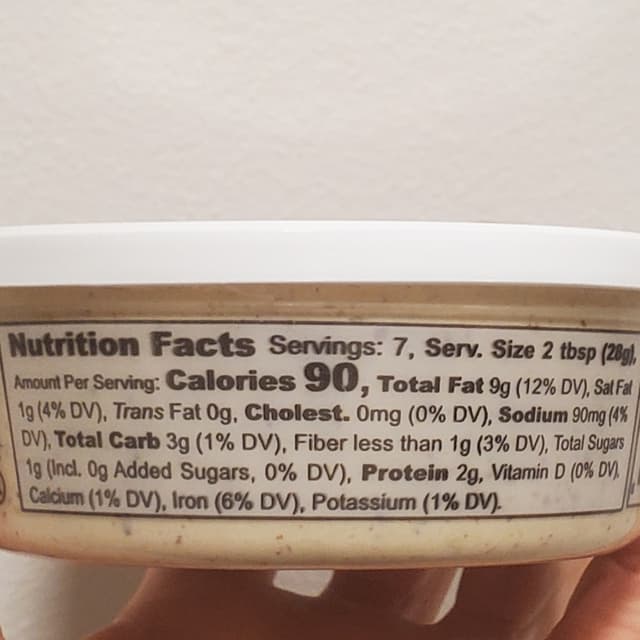 Nutrition Facts Servings: 7, Serv. Size 2 tbsp (28g),
Amount Per Serving: Calories 90, Total Fat 9g (12% DV), Sat Fat
1g (4% DV), Trans Fat 0g, Cholest. 0mg (0% DV), Sodium 90mg (4%
DV), Total Carb 3g (1% DV), Fiber less than 1g (3% DV), Total Sugars
1g (Incl. 0g Added Sugars, 0% DV), Protein 2g, Vitamin D (0% DV),
Calcium (1% DV), Iron (6% DV), Potassium (1% DV).